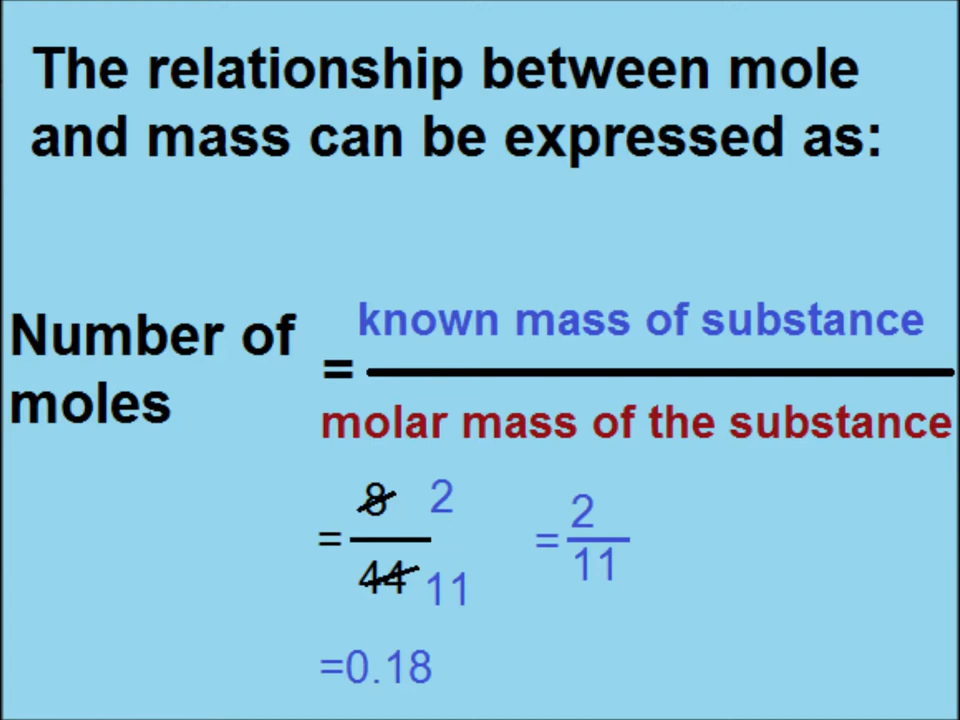 The relationship between mole
and mass can be expressed as:
Number of
moles
=
known mass of substance
molar mass of the substance
=
8 2
44 11
=
2
11
=0.18